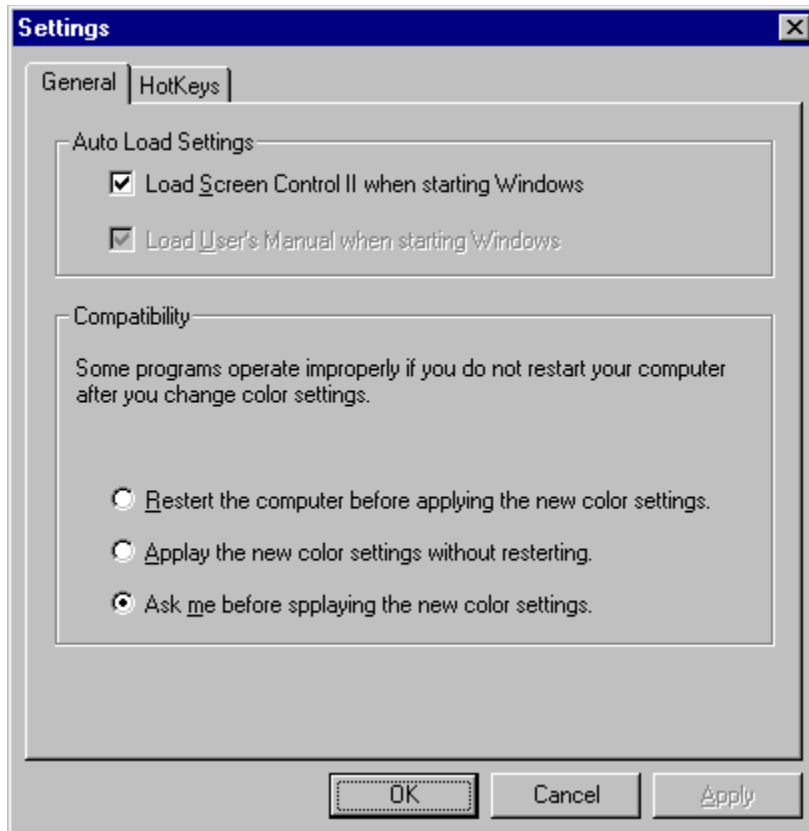 Settings
General
HotKeys
Auto Load Settings
Load Screen Control II when starting Windows
Load User's Manual when starting Windows
Compatibility
Some programs operate improperly if you do not restart your computer
after you change color settings.
Restert the computer before applying the new color settings.
Applay the new color settings without resterting.
Ask me before spplaying the new color settings.
OK
Cancel
Apply